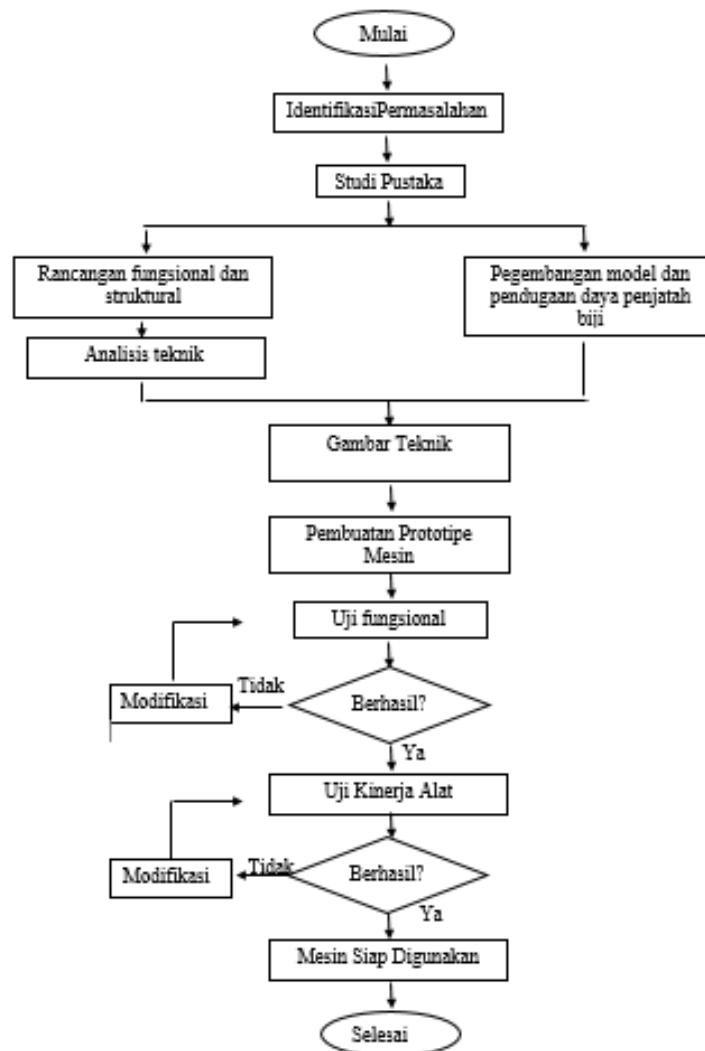 Mulai
IdentifikasiPermasalahan
Studi Pustaka
Rancangan fungsional dan
struktural
Pegembangan model dan
pendugaan daya penjatah
biji
Analisis teknik
Gambar Teknik
Pembuatan Prototipe
Mesin
Uji fungsional
Tidak
Modifikasi
Berhasil?
Ya
Uji Kinerja Alat
Tidak
Modifikasi
Berhasil?
Ya
Mesin Siap Digunakan
Selesai